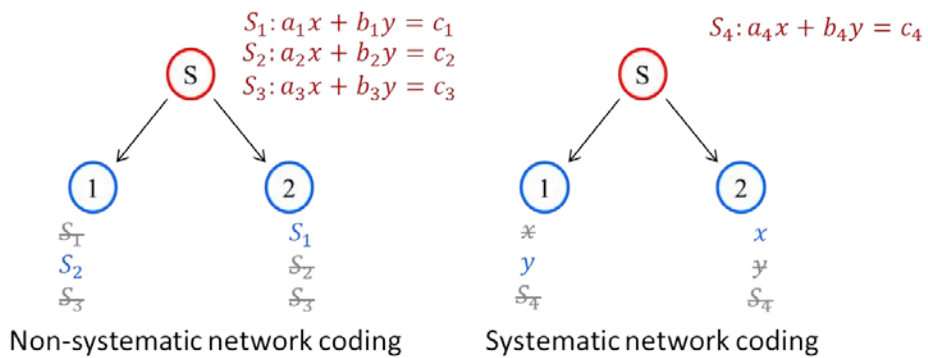 S₁: a₁x + b₁y = c₁
S₂: a₂x + b₂y = c₂
S₃: a₃x + b₃y = c₃
S
1
2
S₁
S₂
S₃
S₁
S₂
S₃
Non-systematic network coding
S₄: a₄x + b₄y = c₄
S
1
2
x
y
S₄
x
y
S₄
Systematic network coding